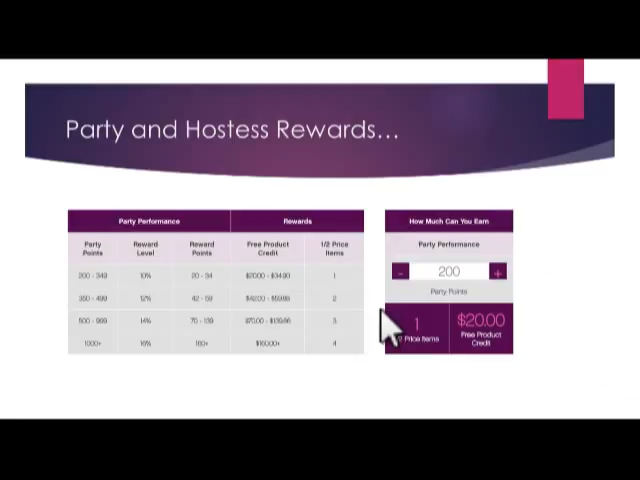 Party and Hostess Rewards...
Party Performance Rewards
Party Points Reward Level Reward Points Free Product Credit 1/2 Price Items
200 - 349 10% 20 - 34 1
350 - 499 12% 42 - 59 2
500 - 999 14% 70 - 139 3
1000+ 16% 160+ $160.00+ 4
How Much Can You Earn
Party Performance
- 200 +
Party Points
1 $20.00
Price Items Free Product
Credit